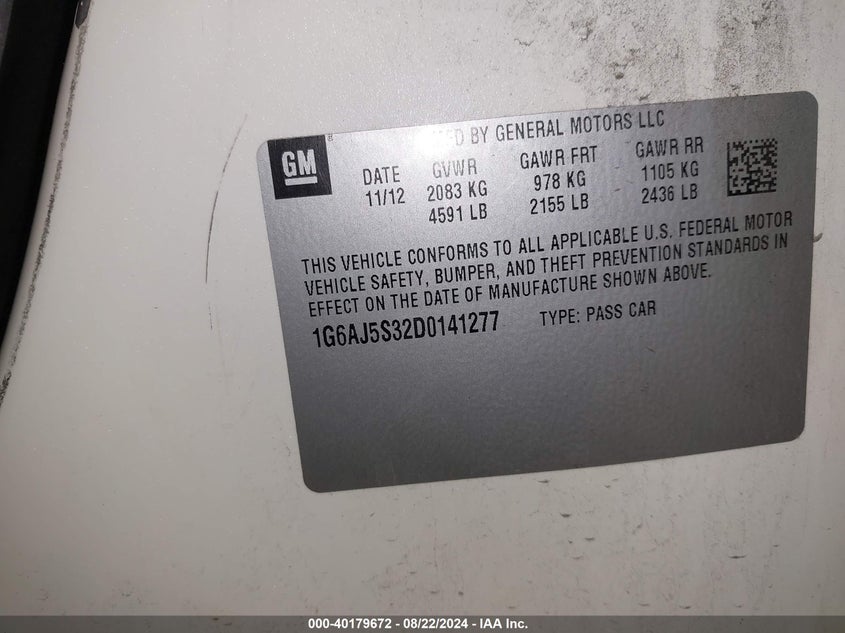 GM
®
BY GENERAL MOTORS LLC
DATE GVWR GAWR FRT GAWR RR
11/12 2083 KG 978 KG 1105 KG
4591 LB 2155 LB 2436 LB
THIS VEHICLE CONFORMS TO ALL APPLICABLE U.S. FEDERAL MOTOR
VEHICLE SAFETY, BUMPER, AND THEFT PREVENTION STANDARDS IN
EFFECT ON THE DATE OF MANUFACTURE SHOWN ABOVE.
1G6AJ5S32D0141277 TYPE: PASS CAR
000-40179672 - 08/22/2024 - IAA Inc.